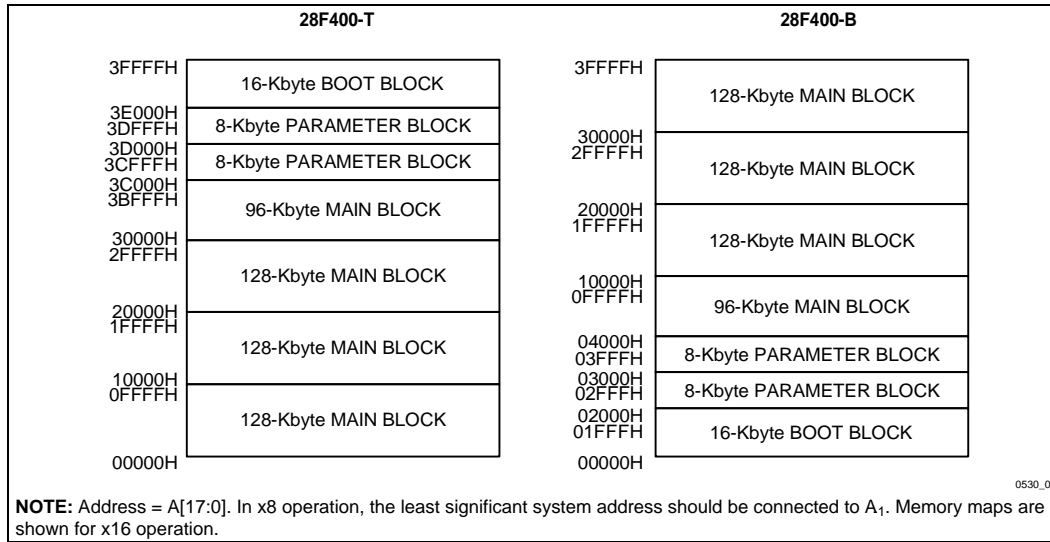 28F400-T
3FFFFH
16-Kbyte BOOT BLOCK
3E000H
3DFFFH
8-Kbyte PARAMETER BLOCK
3D000H
3CFFFH
8-Kbyte PARAMETER BLOCK
3C000H
3BFFFH
96-Kbyte MAIN BLOCK
30000H
2FFFFH
128-Kbyte MAIN BLOCK
20000H
1FFFFH
128-Kbyte MAIN BLOCK
10000H
0FFFFH
128-Kbyte MAIN BLOCK
00000H
28F400-B
3FFFFH
128-Kbyte MAIN BLOCK
30000H
2FFFFH
128-Kbyte MAIN BLOCK
20000H
1FFFFH
128-Kbyte MAIN BLOCK
10000H
0FFFFH
96-Kbyte MAIN BLOCK
04000H
03FFFH
8-Kbyte PARAMETER BLOCK
03000H
02FFFH
8-Kbyte PARAMETER BLOCK
02000H
01FFFH
16-Kbyte BOOT BLOCK
00000H
NOTE: Address = A[17:0]. In x8 operation, the least significant system address should be connected to A₁. Memory maps are
shown for x16 operation.